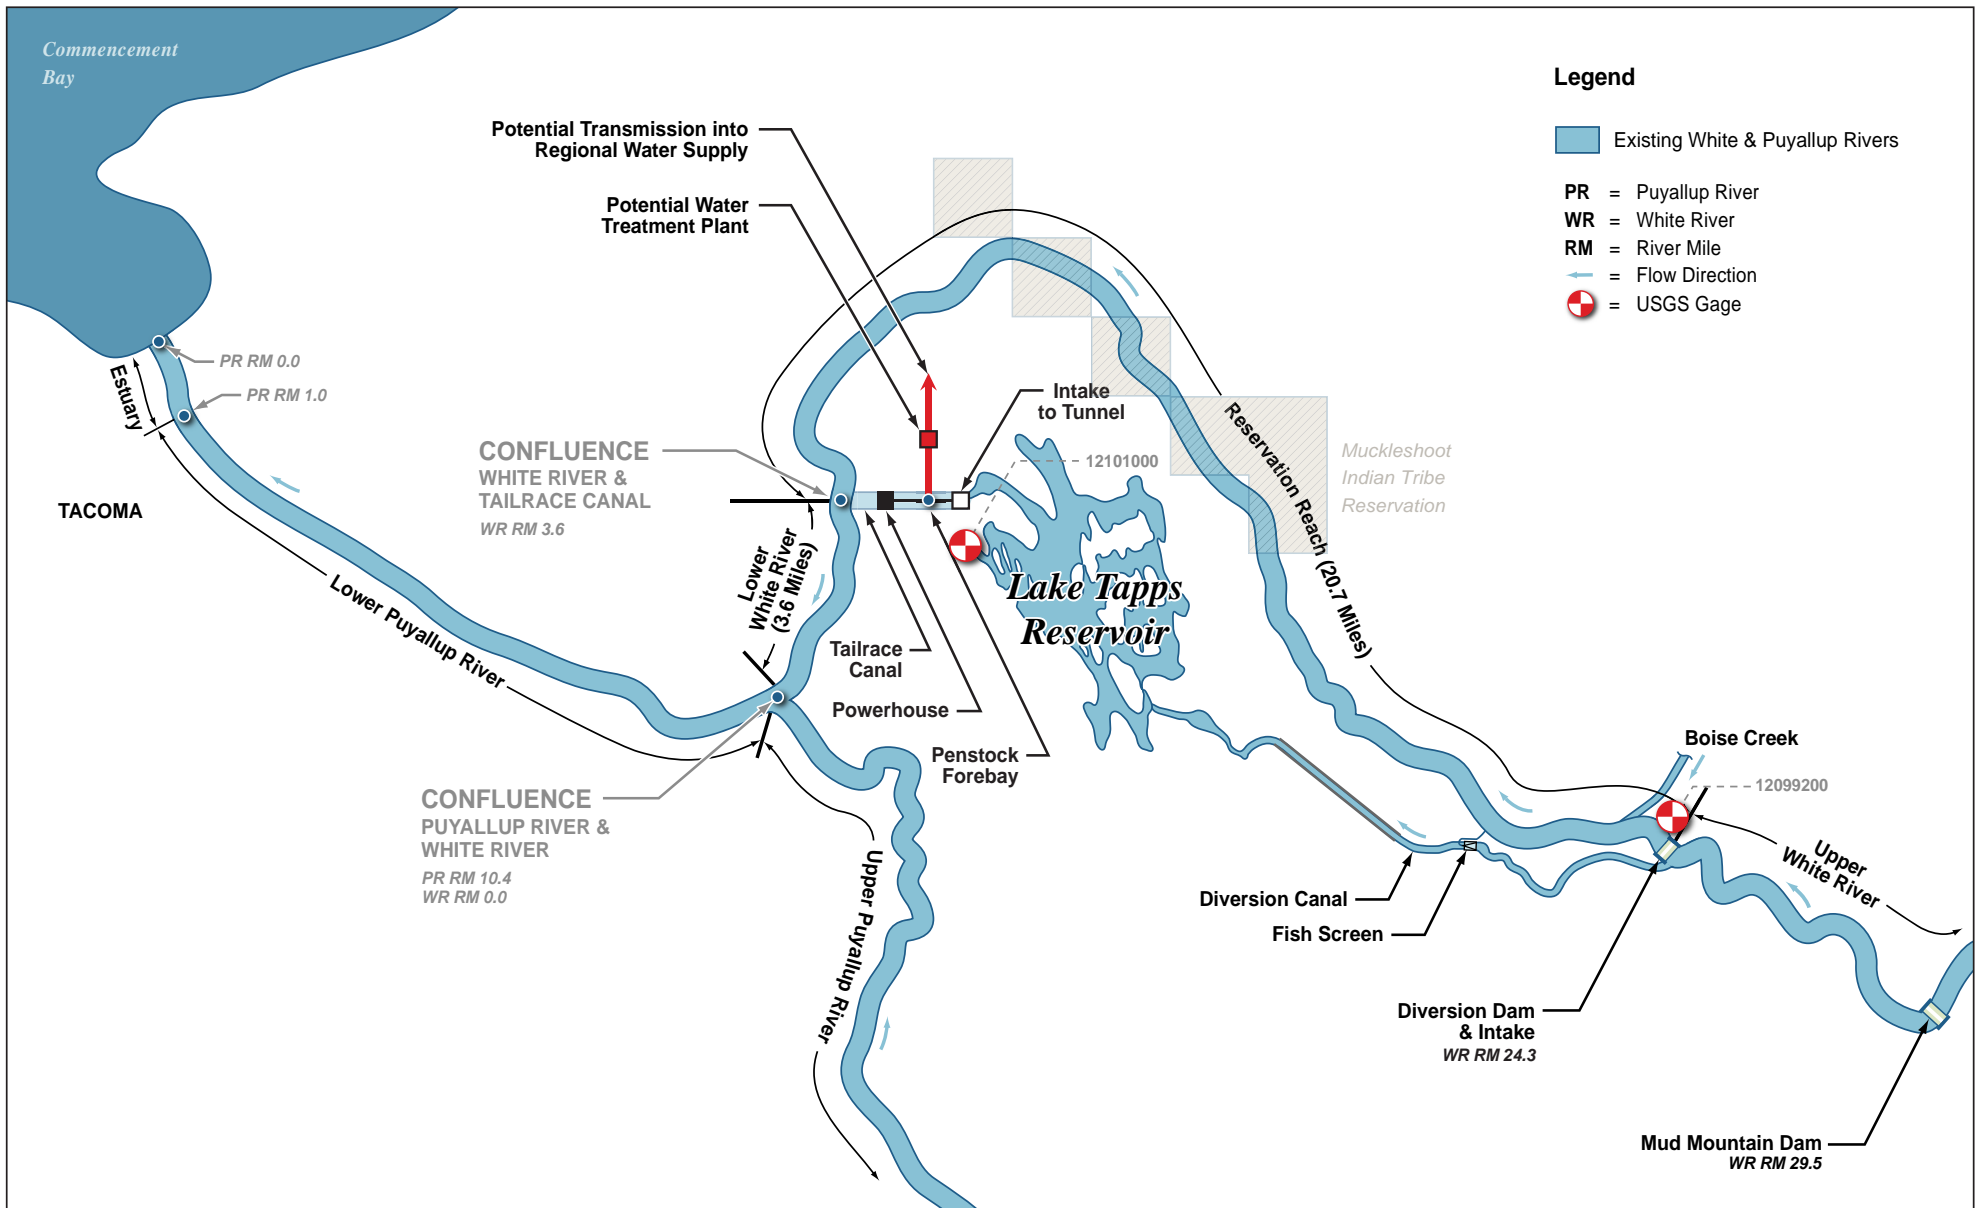 Commencement
Bay
Legend
Existing White & Puyallup Rivers
PR = Puyallup River
WR = White River
RM = River Mile
= Flow Direction
= USGS Gage
Potential Transmission into
Regional Water Supply
Potential Water
Treatment Plant
PR RM 0.0
PR RM 1.0
Estuary
TACOMA
Intake
to Tunnel
12101000
CONFLUENCE
WHITE RIVER &
TAILRACE CANAL
WR RM 3.6
Reservation Reach (20.7 Miles)
Muckleshoot
Indian Tribe
Reservation
Lower
White River
(3.6 Miles)
Lake Tapps
Reservoir
Lower Puyallup River
Tailrace
Canal
Powerhouse
Penstock
Forebay
Boise Creek
12099200
CONFLUENCE
PUYALLUP RIVER &
WHITE RIVER
PR RM 10.4
WR RM 0.0
Upper Puyallup River
Upper
White River
Diversion Canal
Fish Screen
Diversion Dam
& Intake
WR RM 24.3
Mud Mountain Dam
WR RM 29.5